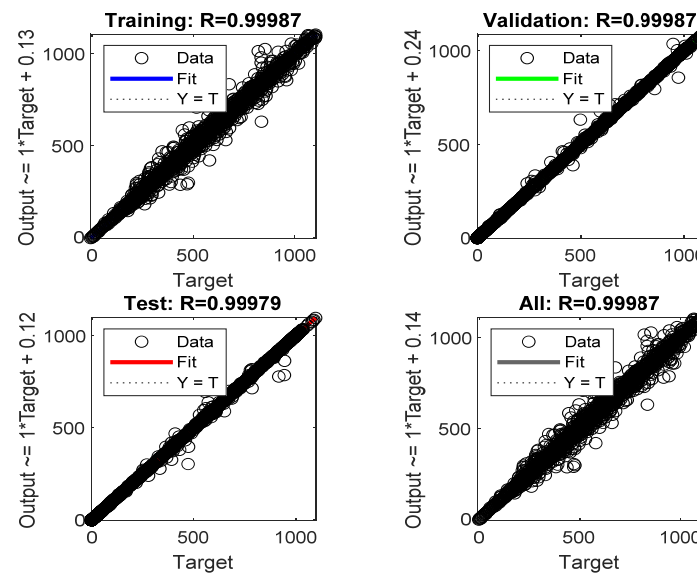 Training: R=0.99987
Output ~= 1*Target + 0.13
Data
Fit
Y = T
1000
500
0
0
500
1000
Target
Validation: R=0.99987
Output ~= 1*Target + 0.24
Data
Fit
Y = T
1000
500
0
0
500
1000
Target
Test: R=0.99979
Output ~= 1*Target + 0.12
Data
Fit
Y = T
1000
500
0
0
500
1000
Target
All: R=0.99987
Output ~= 1*Target + 0.14
Data
Fit
Y = T
1000
500
0
0
500
1000
Target